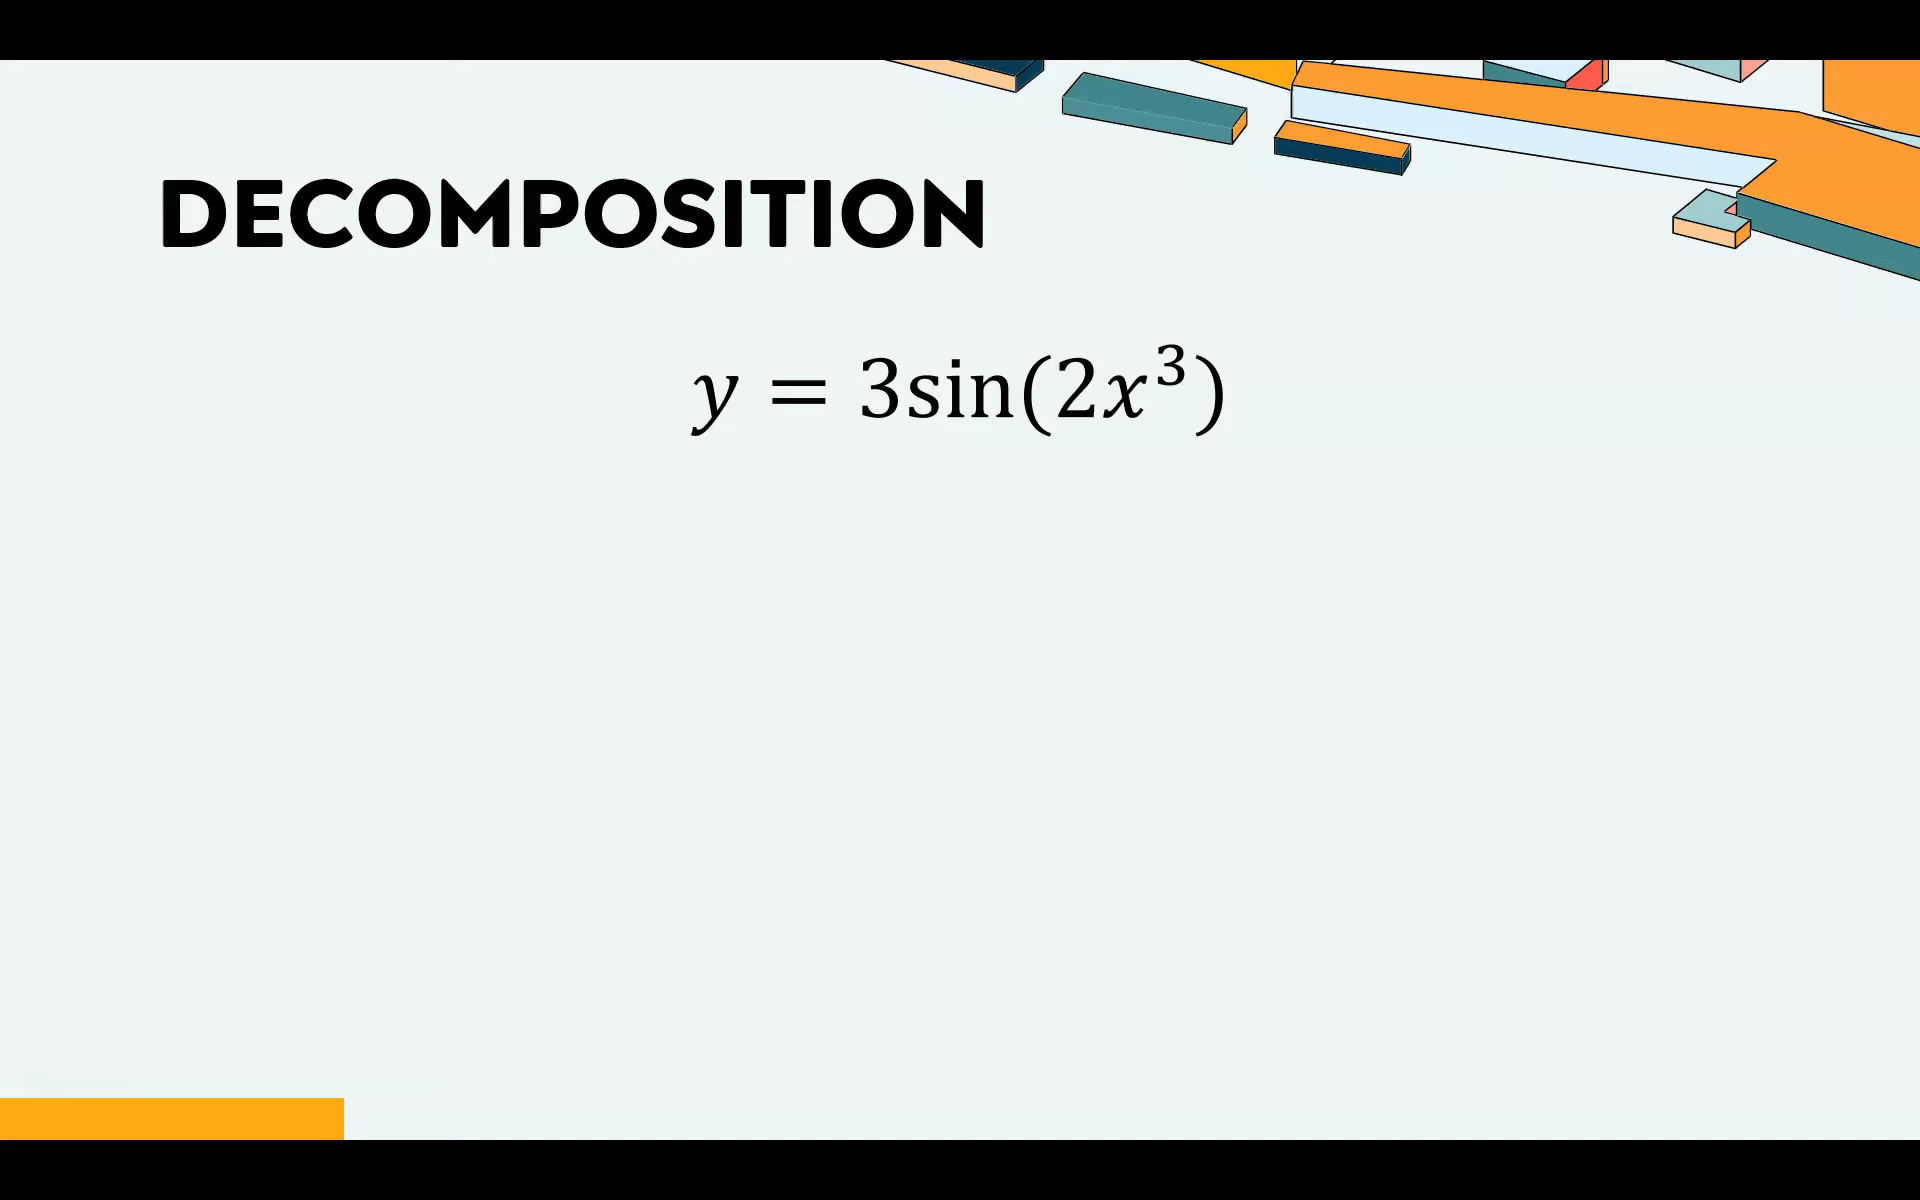 DECOMPOSITION
y = 3sin(2x³)